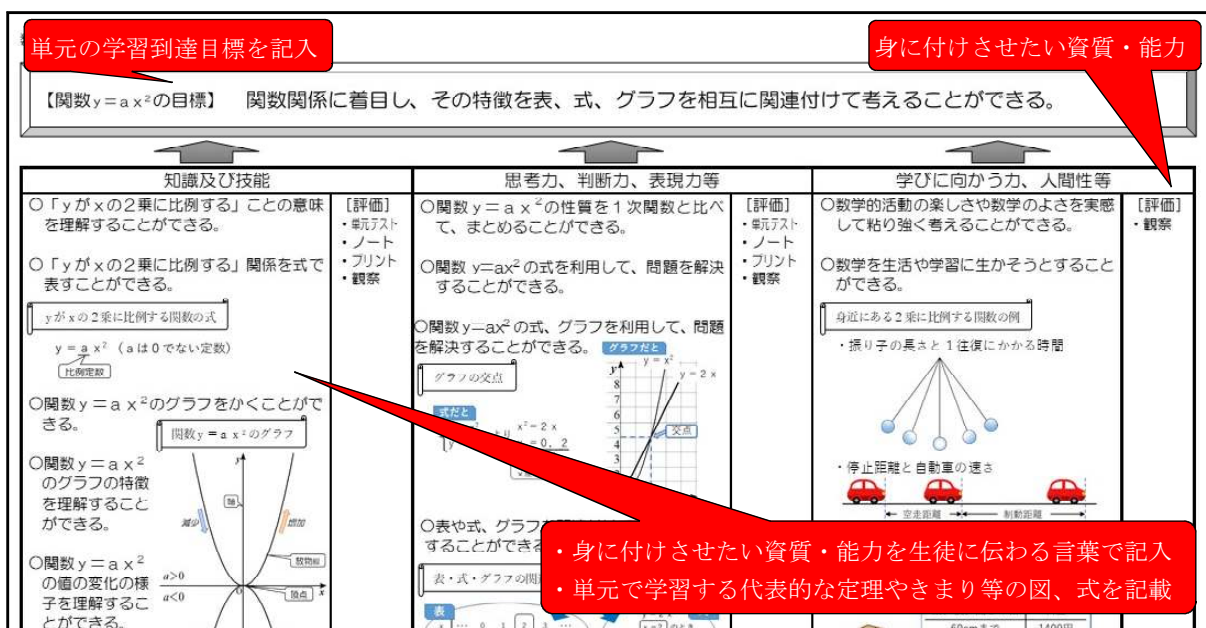 単元の学習到達目標を記入
身に付けさせたい資質・能力
【関数y＝ax²の目標】　関数関係に着目し、その特徴を表、式、グラフを相互に関連付けて考えることができる。
知識及び技能
○「yがxの2乗に比例する」ことの意味
を理解することができる。
○「yがxの2乗に比例する」関係を式で
表すことができる。
yがxの2乗に比例する関数の式
y＝ax²（aは0でない定数）
比例定数
○関数y＝ax²のグラフをかくことがで
きる。
関数y＝ax²のグラフ
○関数y＝ax²
のグラフの特徴
を理解すること
ができる。
y
軸
減少
増加
放物線
○関数y＝ax²
の値の変化の様
子を理解するこ
とができる。
a>0
a<0
O
頂点
x
[評価]
・単元テスト
・ノート
・プリント
・観察
思考力、判断力、表現力等
○関数y＝ax²の性質を1次関数と比べ
て、まとめることができる。
○関数y=ax²の式を利用して、問題を解決
することができる。
○関数y=ax²の式、グラフを利用して、問題
を解決することができる。
グラフだと
グラフの交点
y＝x²
y＝2x
y
8
7
6
5
4
3
交点
式だと
より
x²＝2x
x＝0, 2
○表や式、グラフ
することができる
表・式・グラフの関
表
x … 0 1 2 3 …
[評価]
・単元テスト
・ノート
・プリント
・観察
学びに向かう力、人間性等
○数学的活動の楽しさや数学のよさを実感
して粘り強く考えることができる。
○数学を生活や学習に生かそうとすること
ができる。
身近にある2乗に比例する関数の例
・振り子の長さと1往復にかかる時間
・停止距離と自動車の速さ
空走距離
制動距離
60cmまで
1400円
[評価]
・観察
・身に付けさせたい資質・能力を生徒に伝わる言葉で記入
・単元で学習する代表的な定理やきまり等の図、式を記載